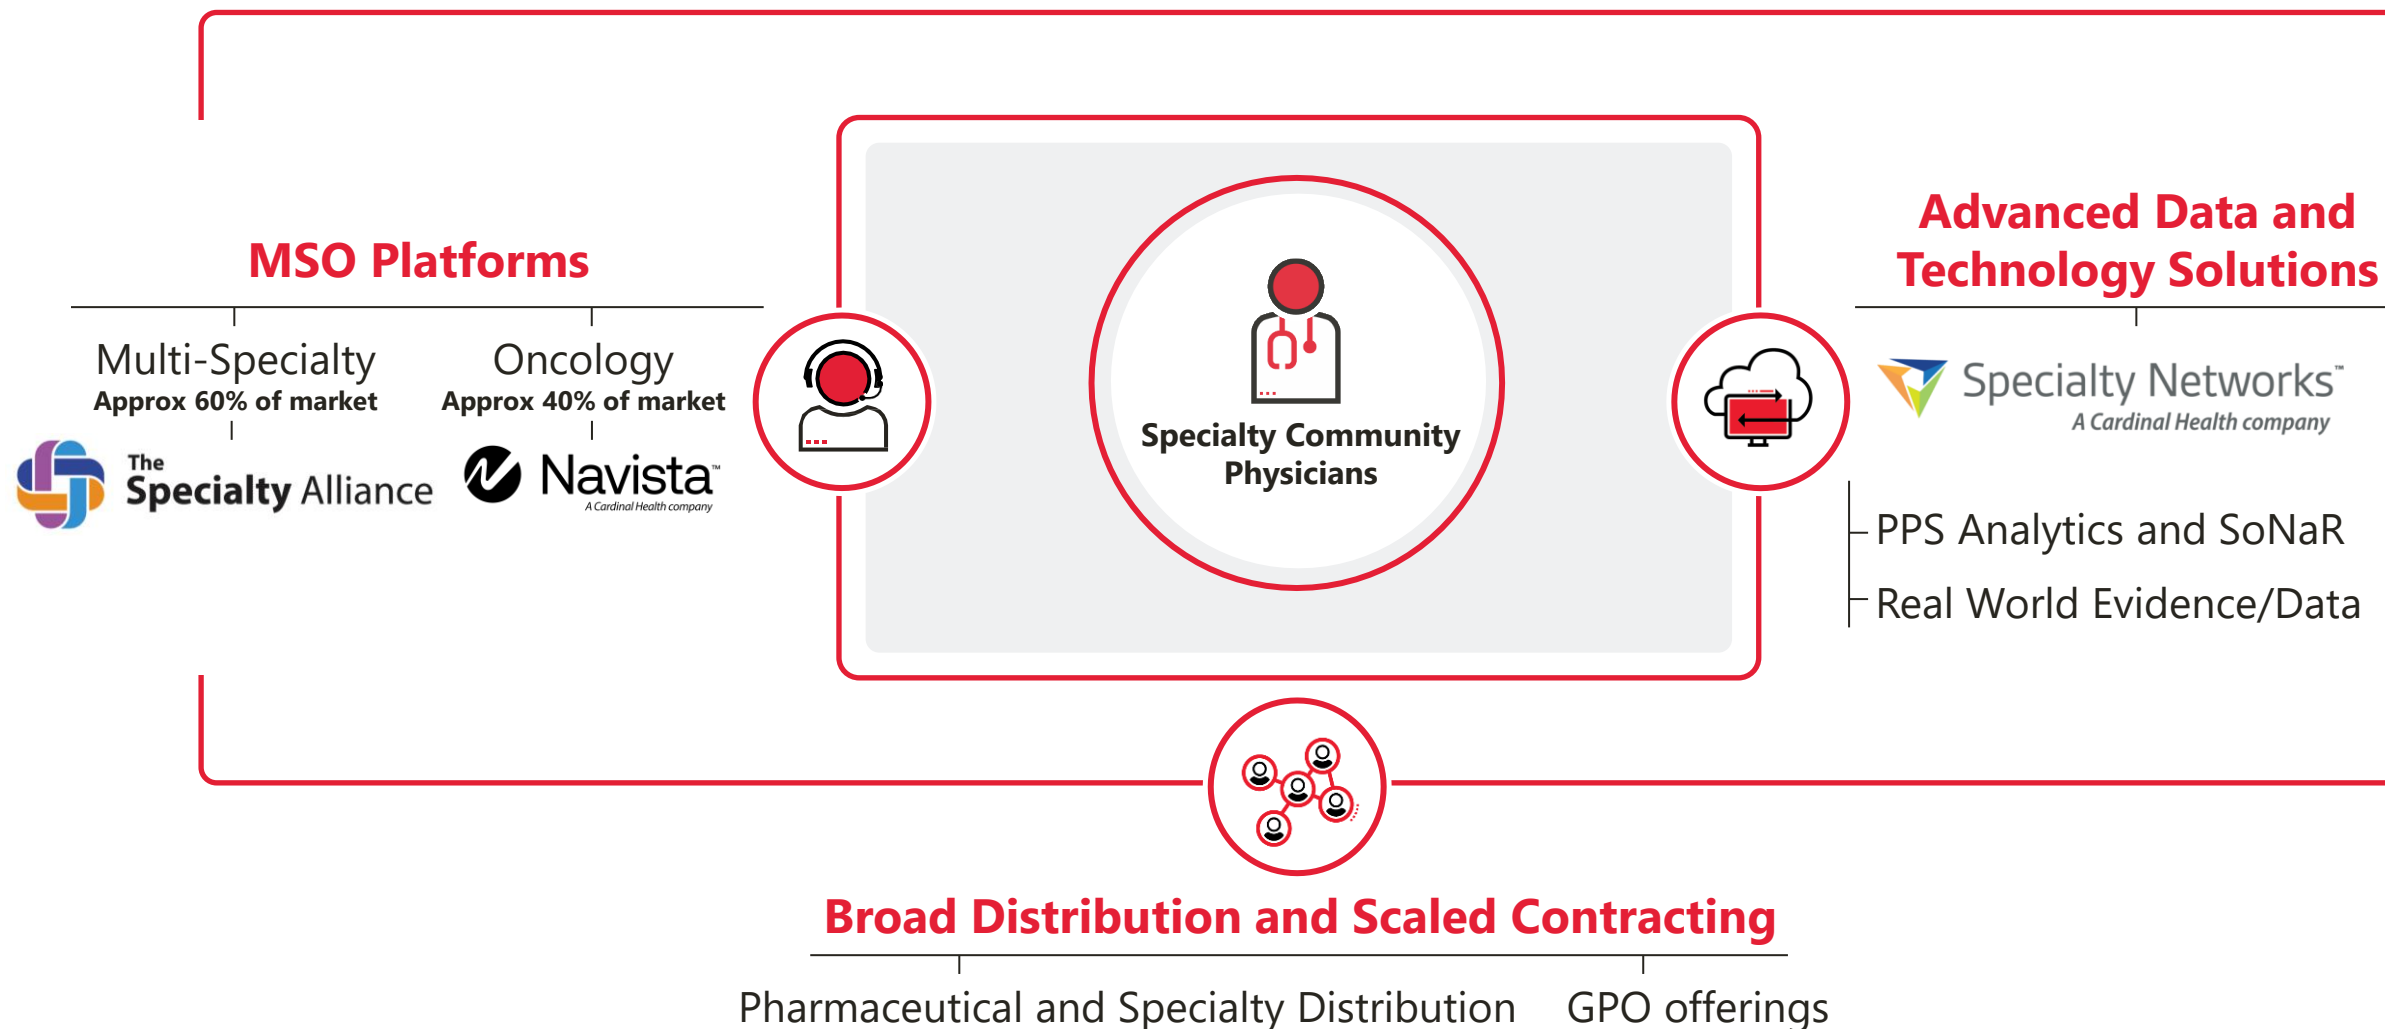 MSO Platforms
Multi-Specialty
Approx 60% of market
The
Specialty Alliance
Oncology
Approx 40% of market
Navista™
A Cardinal Health company
Specialty Community
Physicians
Advanced Data and
Technology Solutions
Specialty Networks™
A Cardinal Health company
PPS Analytics and SoNaR
Real World Evidence/Data
Broad Distribution and Scaled Contracting
Pharmaceutical and Specialty Distribution
GPO offerings